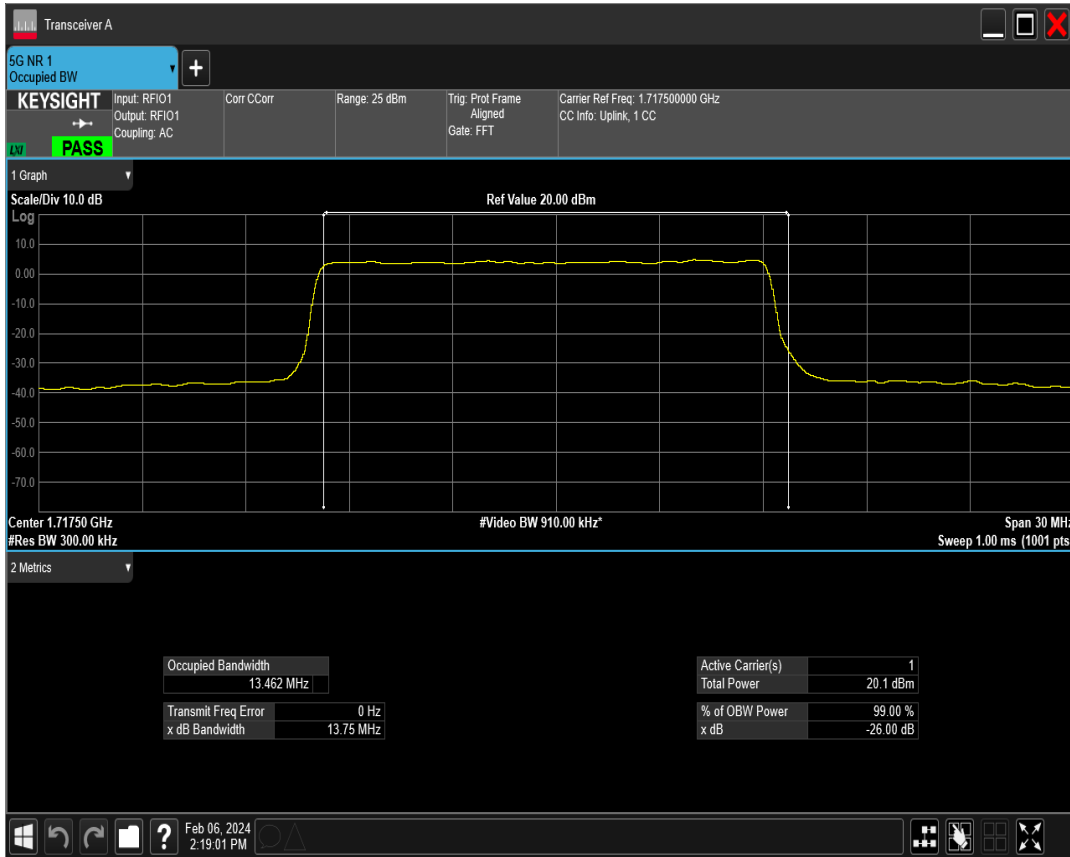 Transceiver A
5G NR 1
Occupied BW
KEYSIGHT
LXI
PASS
Input: RFIO1
Output: RFIO1
Coupling: AC
Corr CCorr
Range: 25 dBm
Trig: Prot Frame
Aligned
Gate: FFT
Carrier Ref Freq: 1.717500000 GHz
CC Info: Uplink, 1 CC
1 Graph
Scale/Div 10.0 dB
Ref Value 20.00 dBm
Log
10.0
0.00
-10.0
-20.0
-30.0
-40.0
-50.0
-60.0
-70.0
Center 1.71750 GHz
#Video BW 910.00 kHz*
Span 30 MHz
#Res BW 300.00 kHz
Sweep 1.00 ms (1001 pts
2 Metrics
Occupied Bandwidth
13.462 MHz
Transmit Freq Error 0 Hz
x dB Bandwidth 13.75 MHz
Active Carrier(s) 1
Total Power 20.1 dBm
% of OBW Power 99.00 %
x dB -26.00 dB
?
Feb 06, 2024
2:19:01 PM